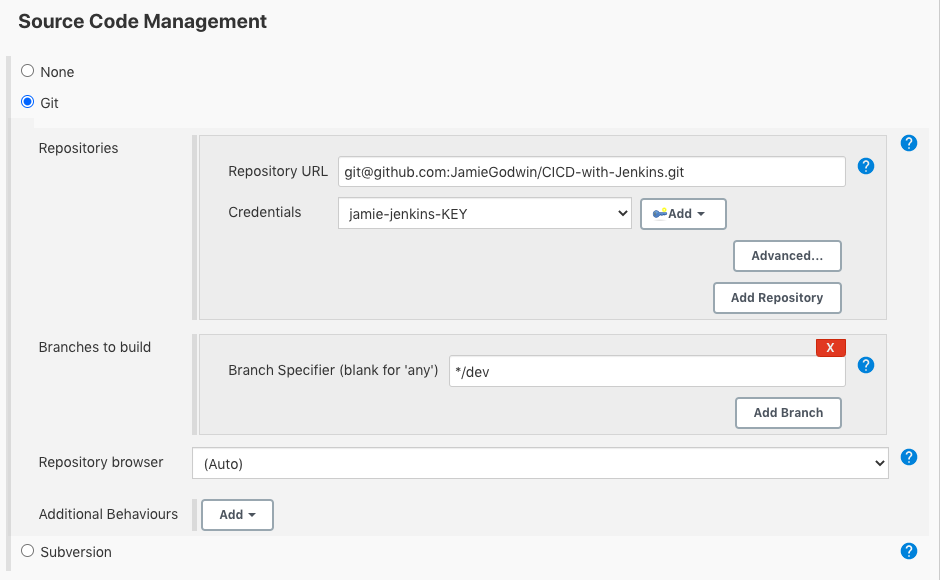 Source Code Management
None
Git
Repositories
?
Repository URL git@github.com:JamieGodwin/CICD-with-Jenkins.git ?
Credentials jamie-jenkins-KEY Add
Advanced...
Add Repository
Branches to build
X
Branch Specifier (blank for 'any') */dev ?
Add Branch
Repository browser (Auto) ?
Additional Behaviours Add
Subversion ?